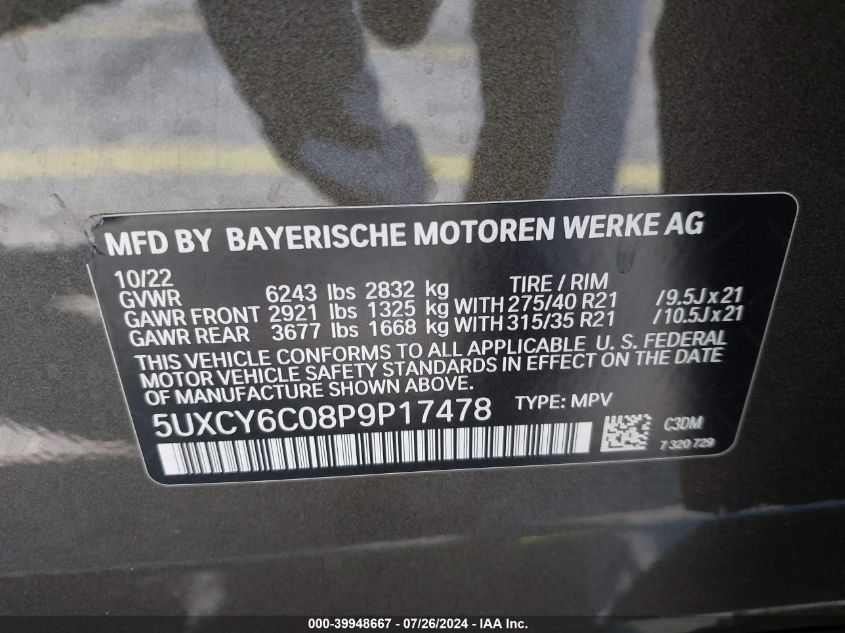 MFD BY BAYERISCHE MOTOREN WERKE AG
10/22 TIRE / RIM
GVWR 6243 lbs 2832 kg
GAWR FRONT 2921 lbs 1325 kg WITH 275/40 R21 /9.5J x 21
GAWR REAR 3677 lbs 1668 kg WITH 315/35 R21 /10.5J x 21
THIS VEHICLE CONFORMS TO ALL APPLICABLE U. S. FEDERAL
MOTOR VEHICLE SAFETY STANDARDS IN EFFECT ON THE DATE
OF MANUFACTURE SHOWN ABOVE.
5UXCY6C08P9P17478 TYPE: MPV
C3DM
7 320 729
000-39948667 - 07/26/2024 - IAA Inc.